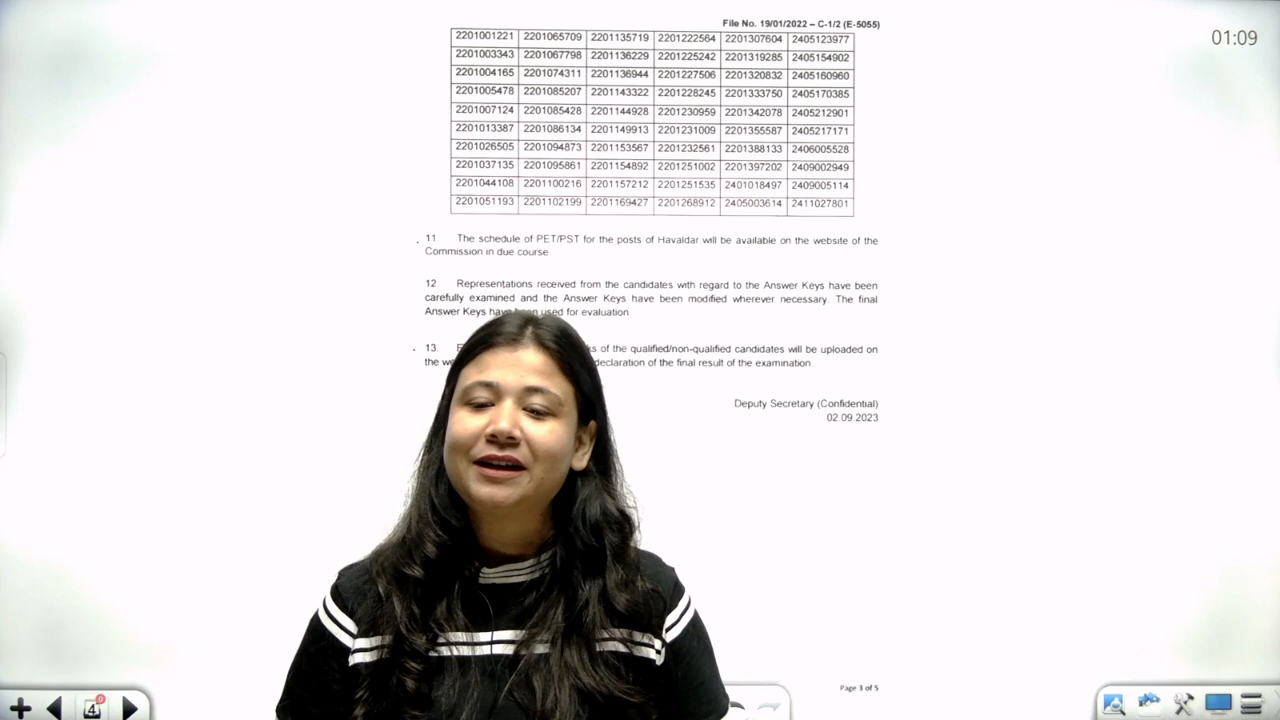 File No. 19/01/2022 – C-1/2 (E-5055)
01:09
2201001221 2201065709 2201135719 2201222564 2201307604 2405123977
2201003343 2201067798 2201136229 2201225242 2201319285 2405154902
2201004165 2201074311 2201136944 2201227506 2201320832 2405160960
2201005478 2201085207 2201143322 2201228245 2201333750 2405170385
2201007124 2201085428 2201144928 2201230959 2201342078 2405212901
2201013387 2201086134 2201149913 2201231009 2201355587 2405217171
2201026505 2201094873 2201153567 2201232561 2201388133 2406005528
2201037135 2201095861 2201154892 2201251002 2201397202 2409002949
2201044108 2201100216 2201157212 2201251535 2401018497 2409005114
2201051193 2201102199 2201169427 2201268912 2405003614 2411027801
11 The schedule of PET/PST for the posts of Havaldar will be available on the website of the
Commission in due course
12 Representations received from the candidates with regard to the Answer Keys have been
carefully examined and the Answer Keys have been modified wherever necessary. The final
Answer Keys have been used for evaluation
13. of the qualified/non-qualified candidates will be uploaded on
the declaration of the final result of the examination
Deputy Secretary (Confidential)
02.09.2023
Page 3 of 5
4
0